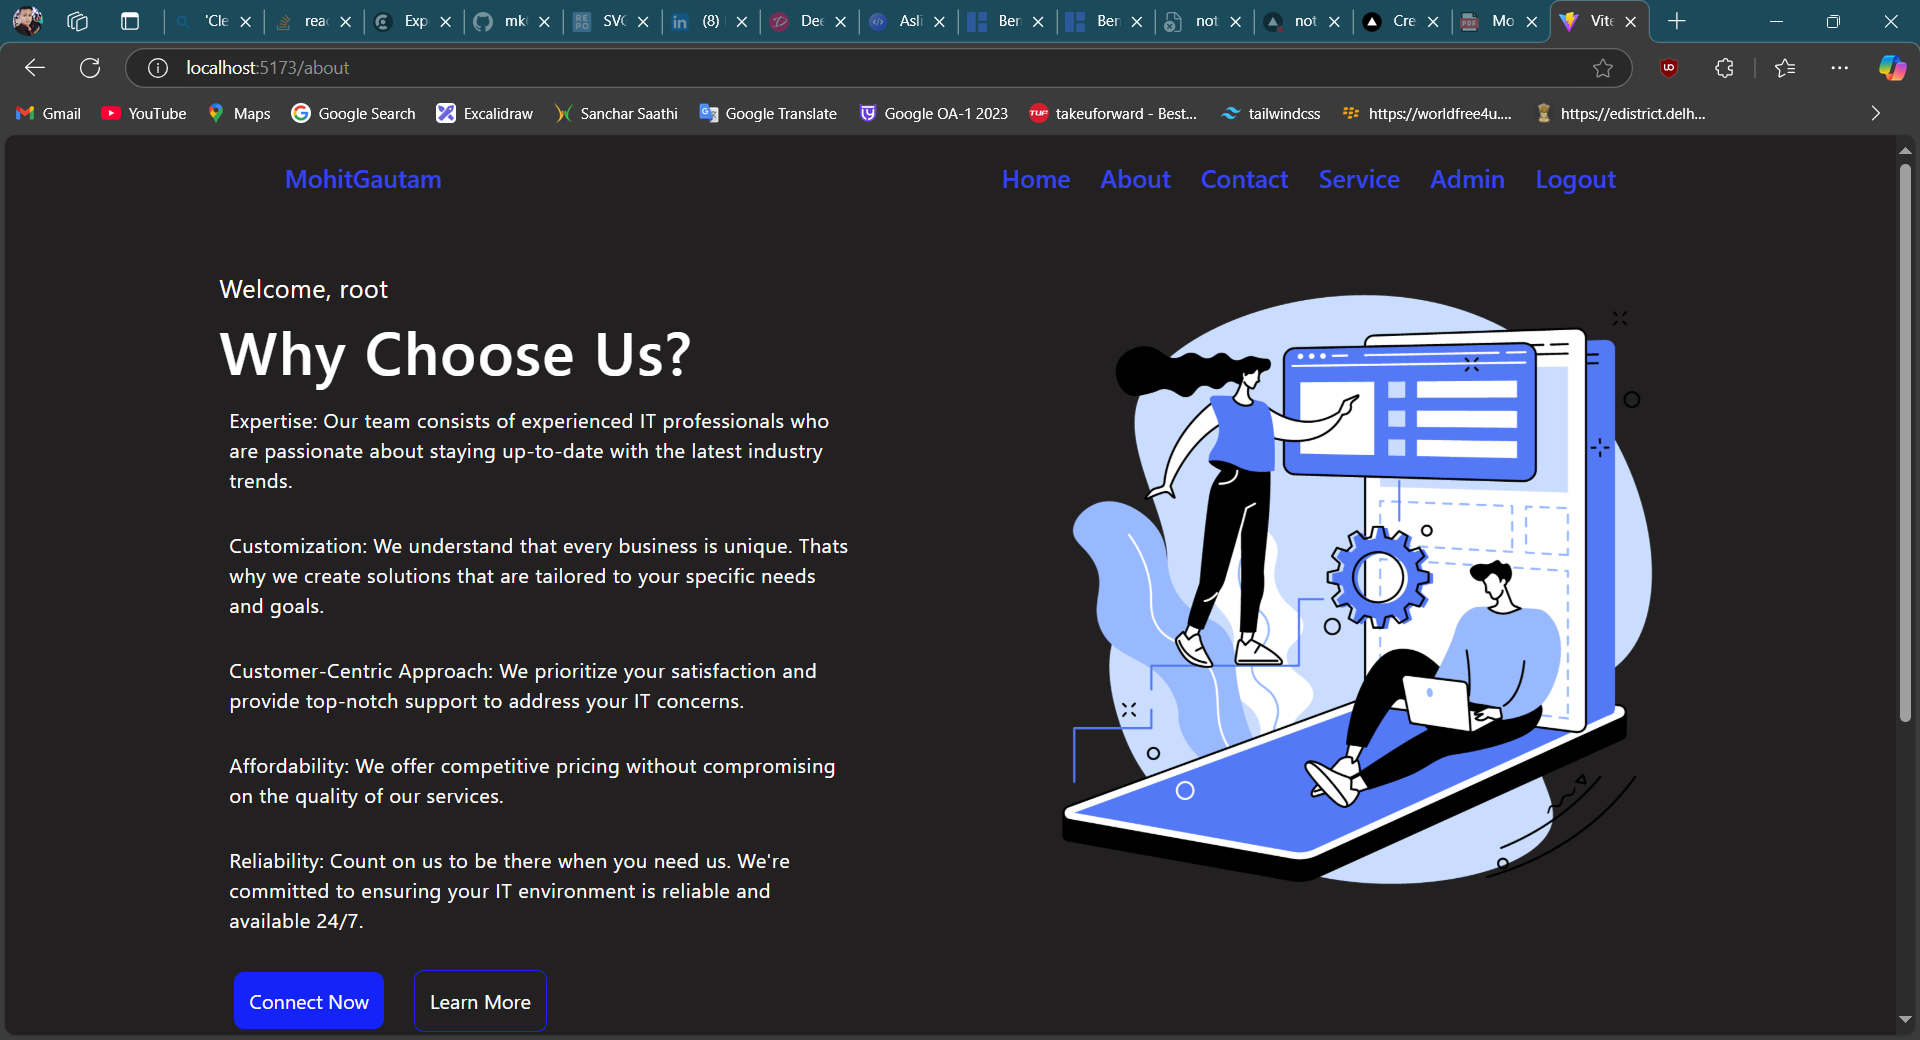 'Cle
rea
Exp
mk
SVG
(8)
Dee
Asli
Ben
Ben
not
not
Cre
Mo
Vite
localhost:5173/about
Gmail YouTube Maps Google Search Excalidraw Sanchar Saathi Google Translate Google OA-1 2023 takeuforward - Best... tailwindcss https://worldfree4u.... https://edistrict.delh...
MohitGautam
Home About Contact Service Admin Logout
Welcome, root
Why Choose Us?
Expertise: Our team consists of experienced IT professionals who
are passionate about staying up-to-date with the latest industry
trends.
Customization: We understand that every business is unique. Thats
why we create solutions that are tailored to your specific needs
and goals.
Customer-Centric Approach: We prioritize your satisfaction and
provide top-notch support to address your IT concerns.
Affordability: We offer competitive pricing without compromising
on the quality of our services.
Reliability: Count on us to be there when you need us. We're
committed to ensuring your IT environment is reliable and
available 24/7.
Connect Now
Learn More